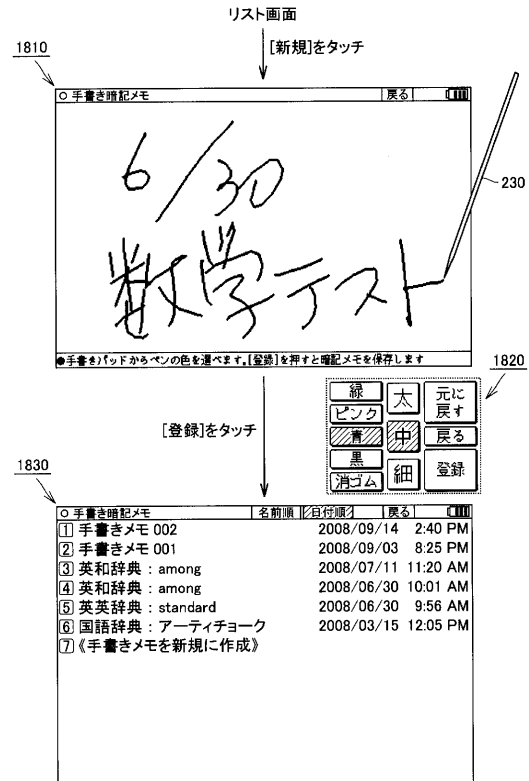 リスト画面
[新規]をタッチ
1810
○ 手書き暗記メモ 戻る
6/30
数学テスト
230
●手書きパッドからペンの色を選べます。[登録]を押すと暗記メモを保存します
1820
緑 太 元に戻す
ピンク
青 中 戻る
黒
消ゴム 細 登録
[登録]をタッチ
1830
○ 手書き暗記メモ 名前順 日付順 戻る
1 手書きメモ 002 2008/09/14 2:40 PM
2 手書きメモ 001 2008/09/03 8:25 PM
3 英和辞典：among 2008/07/11 11:20 AM
4 英和辞典：among 2008/06/30 10:01 AM
5 英英辞典：standard 2008/06/30 9:56 AM
6 国語辞典：アーティチョーク 2008/03/15 12:05 PM
7 《手書きメモを新規に作成》